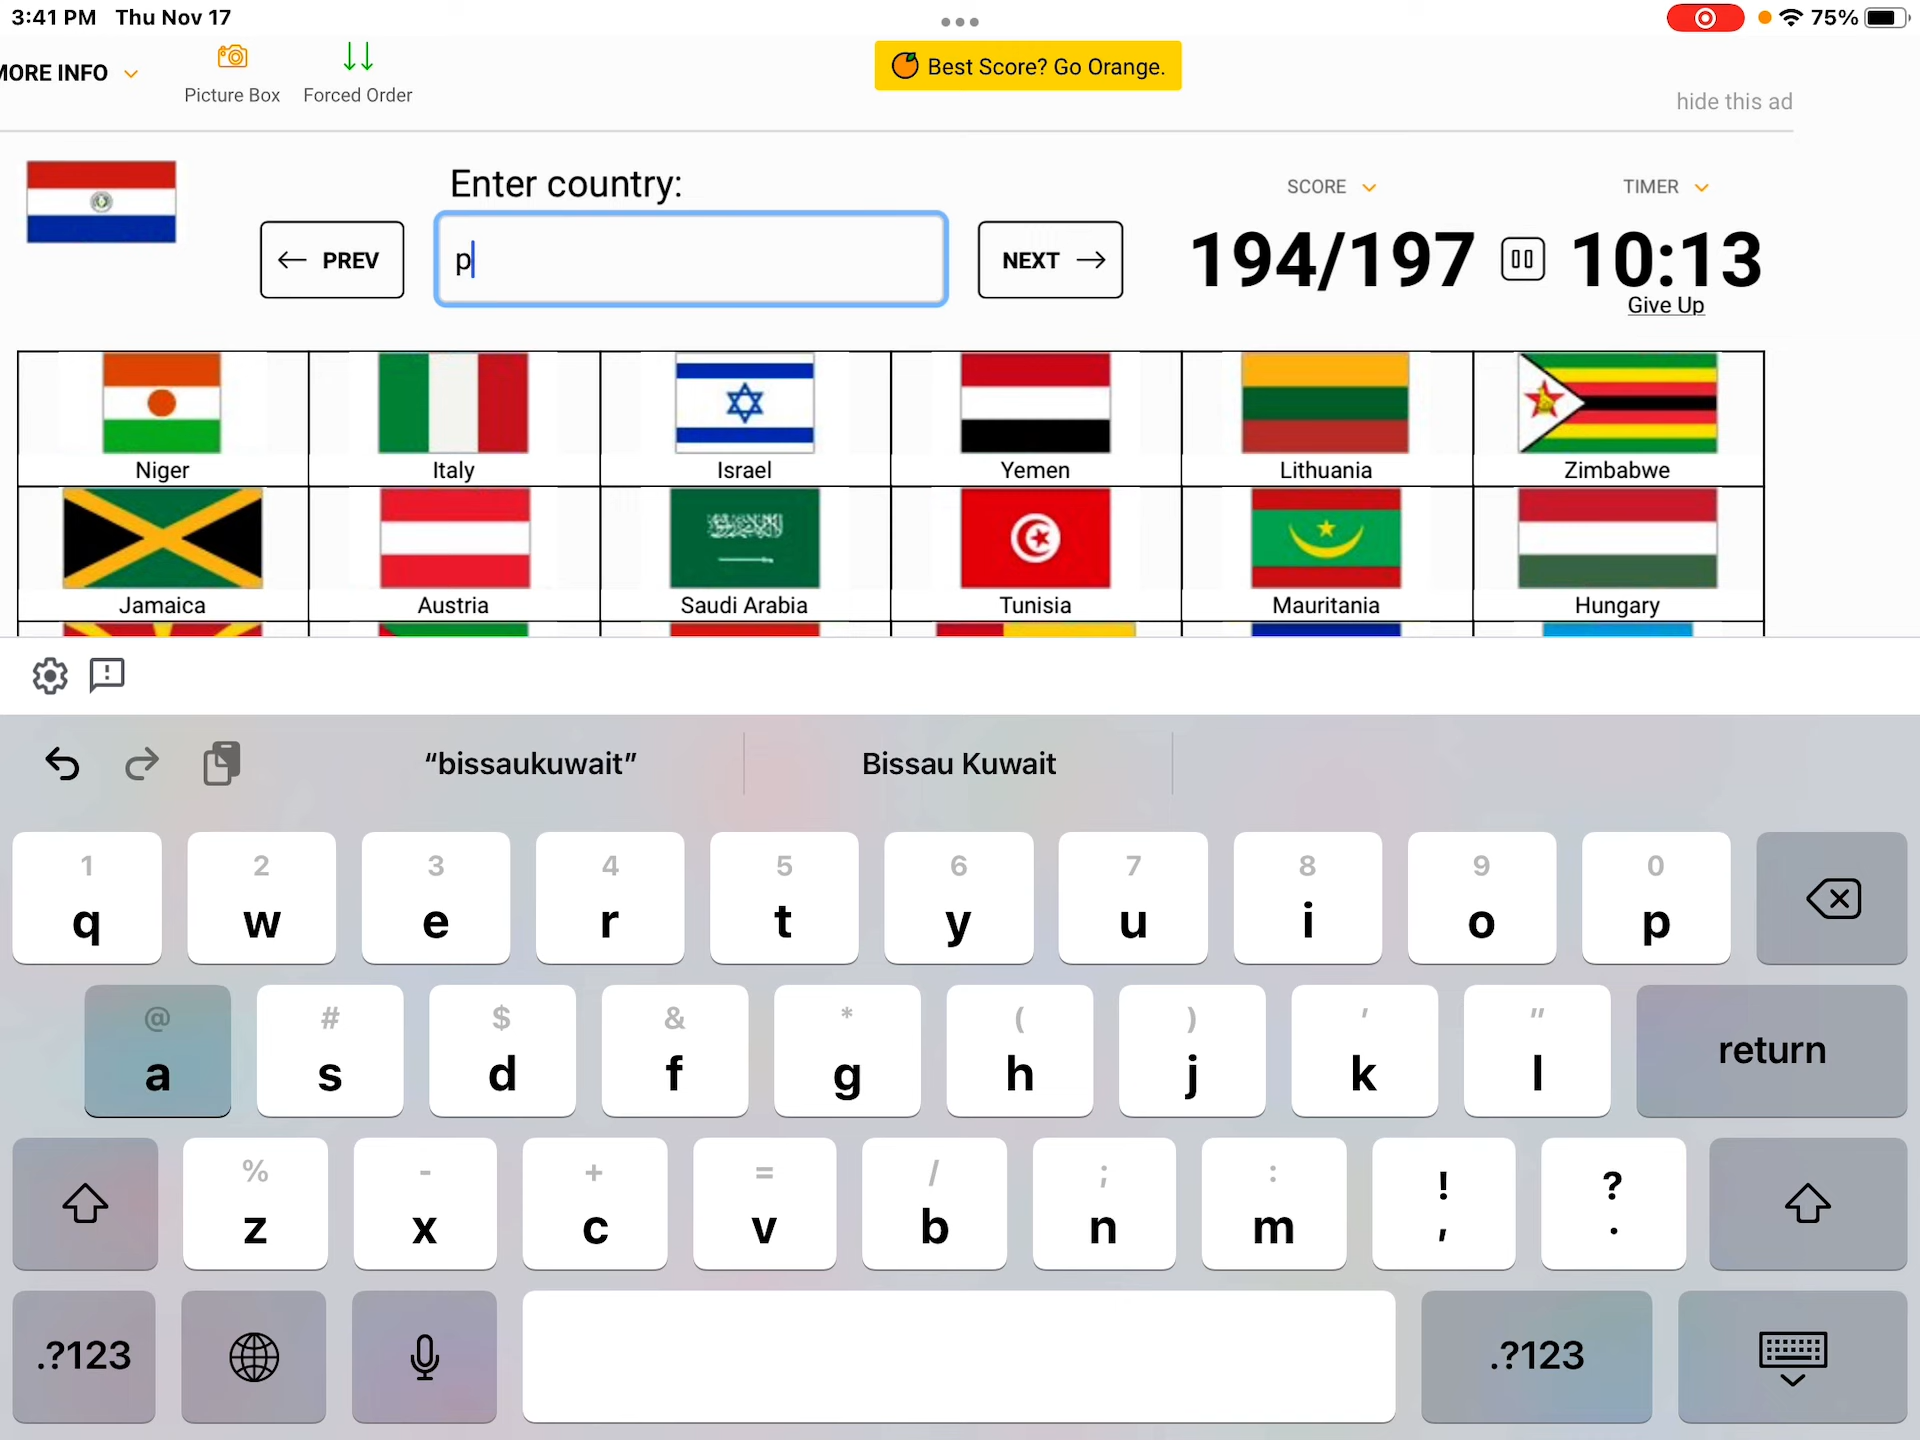 3:41 PM Thu Nov 17
75%
MORE INFO
Picture Box
Forced Order
Best Score? Go Orange.
hide this ad
Enter country:
SCORE
TIMER
← PREV
p
NEXT →
194/197
10:13
Give Up
Niger
Italy
Israel
Yemen
Lithuania
Zimbabwe
Jamaica
Austria
Saudi Arabia
Tunisia
Mauritania
Hungary
“bissaukuwait”
Bissau Kuwait
1 2 3 4 5 6 7 8 9 0
q w e r t y u i o p
@ # $ & * ( ) ' "
a s d f g h j k l return
% - + = / ; : ! ?
z x c v b n m , .
.?123
.?123